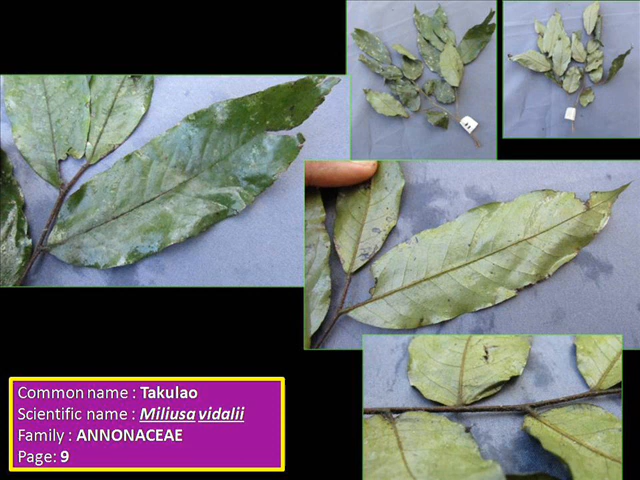 Common name : Takulao
Scientific name : Miliusa vidalii
Family : ANNONACEAE
Page: 9